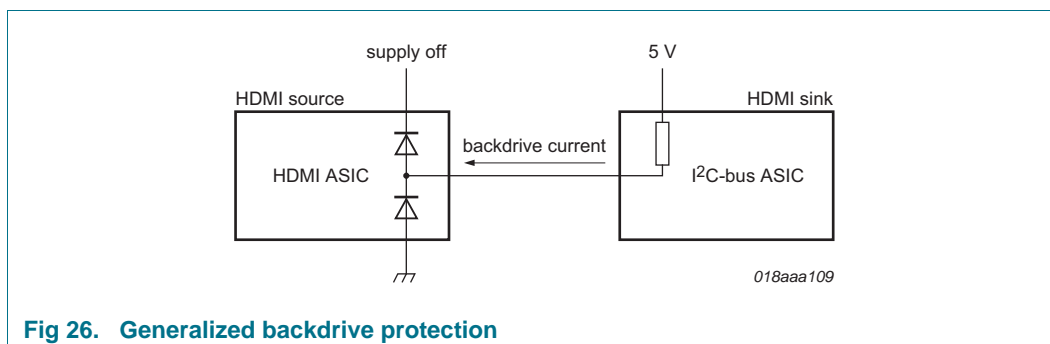 supply off
5 V
HDMI source
HDMI sink
backdrive current
HDMI ASIC
I²C-bus ASIC
018aaa109
Fig 26. Generalized backdrive protection